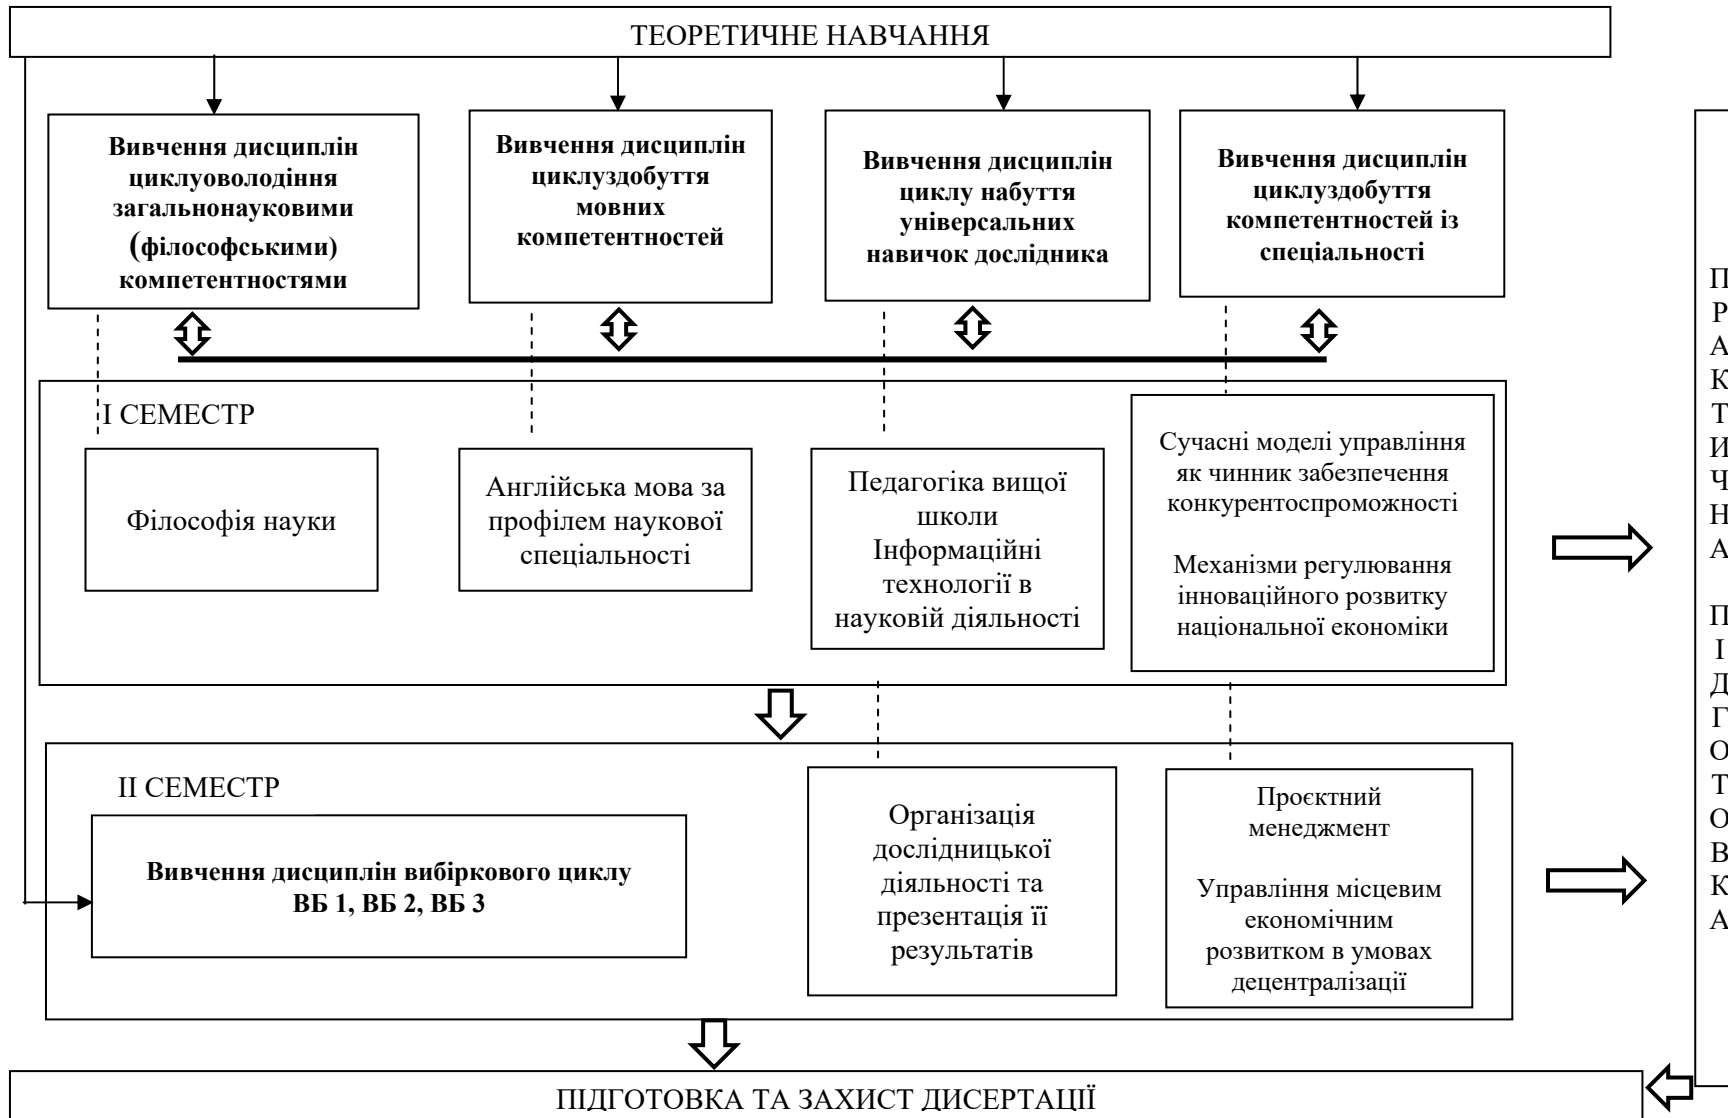 ТЕОРЕТИЧНЕ НАВЧАННЯ
Вивчення дисциплін
циклуоволодіння
загальнонауковими
(філософськими)
компетентностями
Вивчення дисциплін
циклуздобуття
мовних
компетентностей
Вивчення дисциплін
циклу набуття
універсальних
навичок дослідника
Вивчення дисциплін
циклуздобуття
компетентностей із
спеціальності
І СЕМЕСТР
Філософія науки
Англійська мова за
профілем наукової
спеціальності
Педагогіка вищої
школи
Інформаційні
технології в
науковій діяльності
Сучасні моделі управління
як чинник забезпечення
конкурентоспроможності
Механізми регулювання
інноваційного розвитку
національної економіки
ІІ СЕМЕСТР
Вивчення дисциплін вибіркового циклу
ВБ 1, ВБ 2, ВБ 3
Організація
дослідницької
діяльності та
презентація її
результатів
Проєктний
менеджмент
Управління місцевим
економічним
розвитком в умовах
децентралізації
П
Р
А
К
Т
И
Ч
Н
А
П
І
Д
Г
О
Т
О
В
К
А
ПІДГОТОВКА ТА ЗАХИСТ ДИСЕРТАЦІЇ